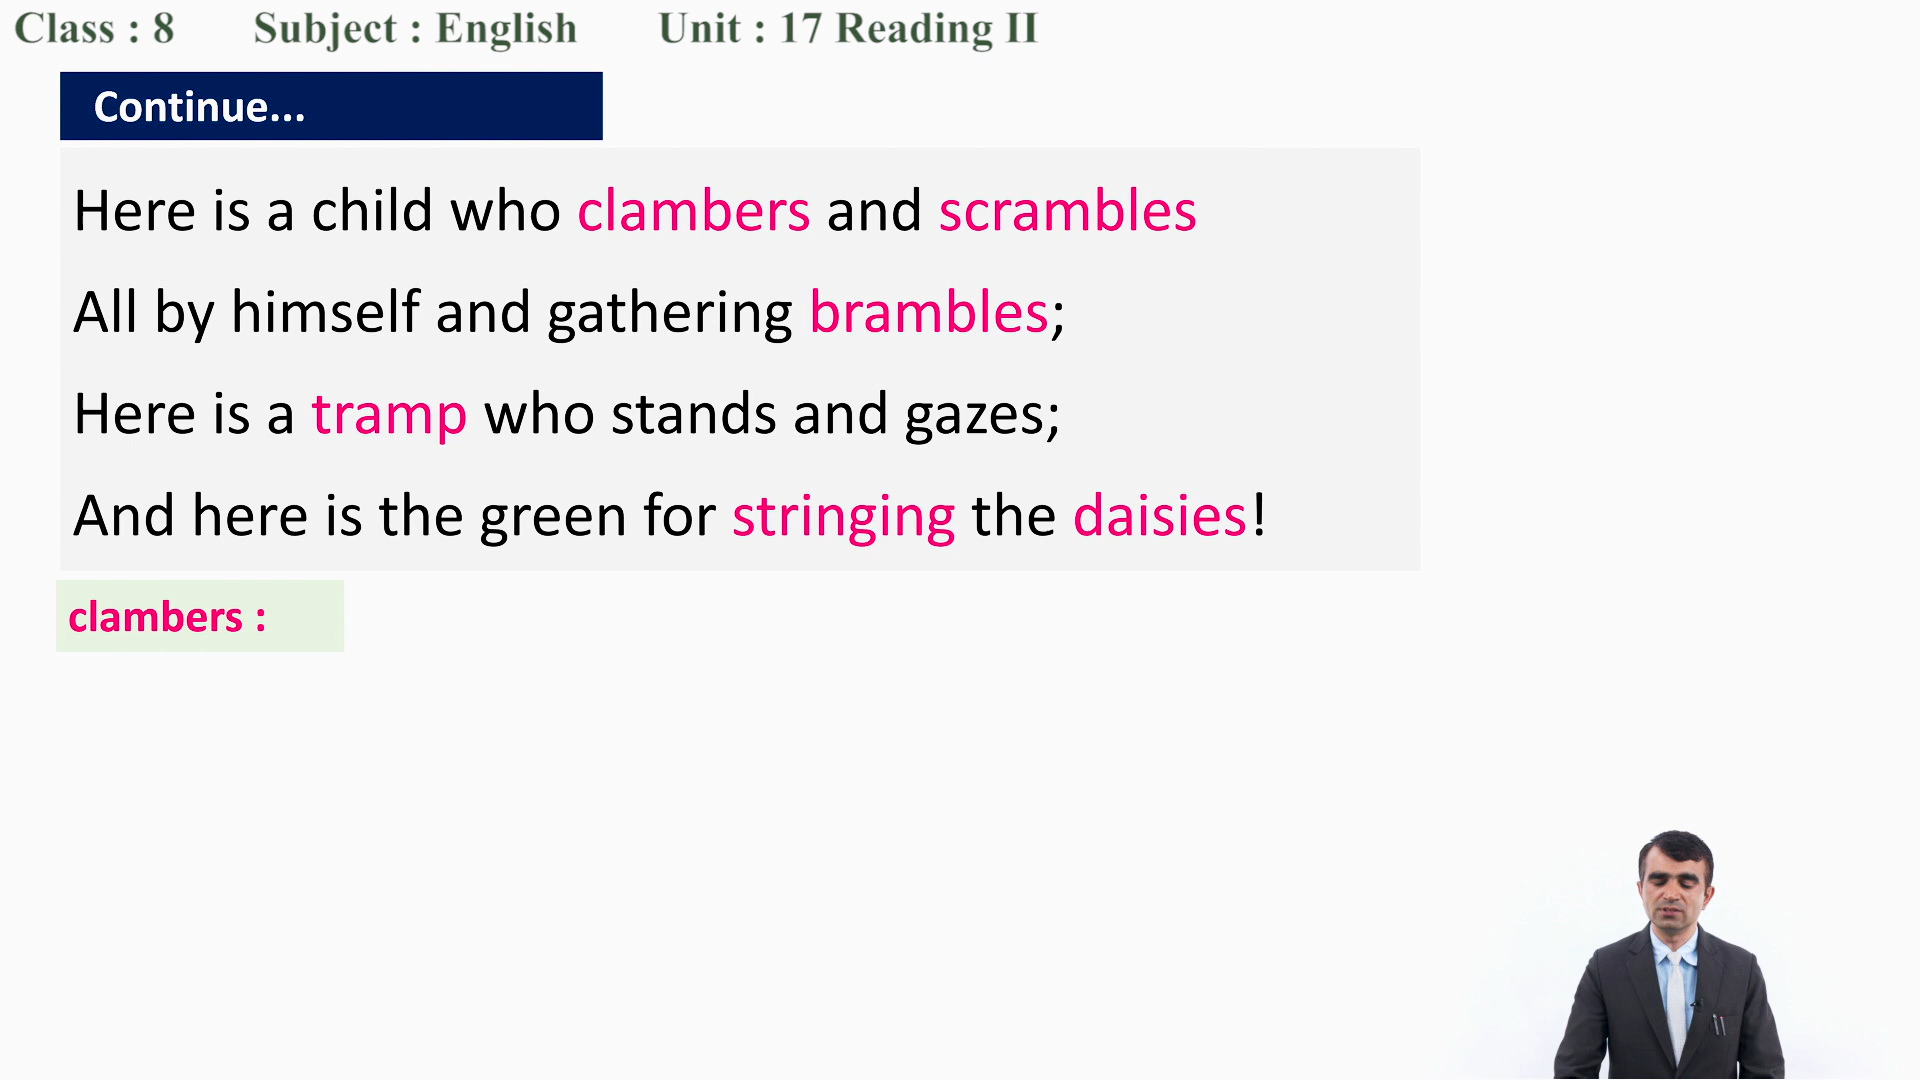 Class : 8 Subject : English Unit : 17 Reading II
Continue...
Here is a child who clambers and scrambles
All by himself and gathering brambles;
Here is a tramp who stands and gazes;
And here is the green for stringing the daisies!
clambers :